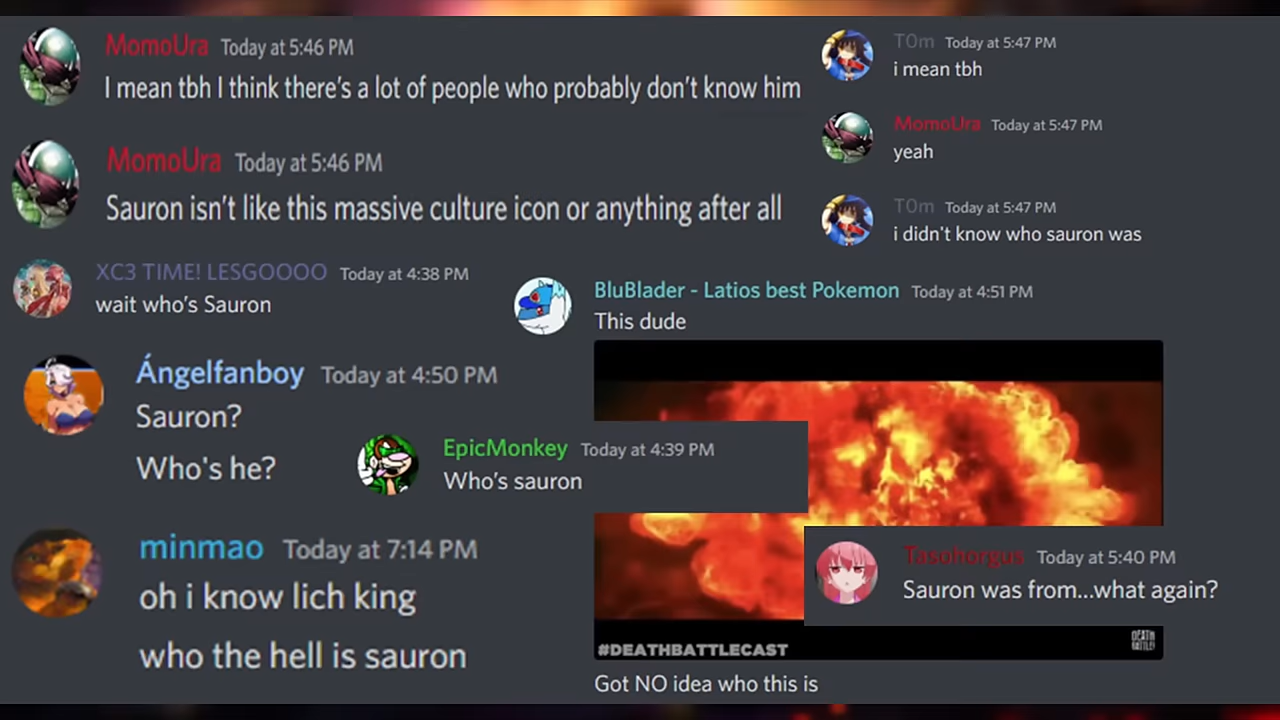 MomoUra Today at 5:46 PM
I mean tbh I think there's a lot of people who probably don't know him
MomoUra Today at 5:46 PM
Sauron isn't like this massive culture icon or anything after all
T0m Today at 5:47 PM
i mean tbh
MomoUra Today at 5:47 PM
yeah
T0m Today at 5:47 PM
i didn't know who sauron was
XC3 TIME! LESGOOOO Today at 4:38 PM
wait who's Sauron
BluBlader - Latios best Pokemon Today at 4:51 PM
This dude
Ángelfanboy Today at 4:50 PM
Sauron?
Who's he?
EpicMonkey Today at 4:39 PM
Who's sauron
minmao Today at 7:14 PM
oh i know lich king
who the hell is sauron
Tasohorgus Today at 5:40 PM
Sauron was from...what again?
#DEATHBATTLECAST
DEATH
BATTLE!
Got NO idea who this is